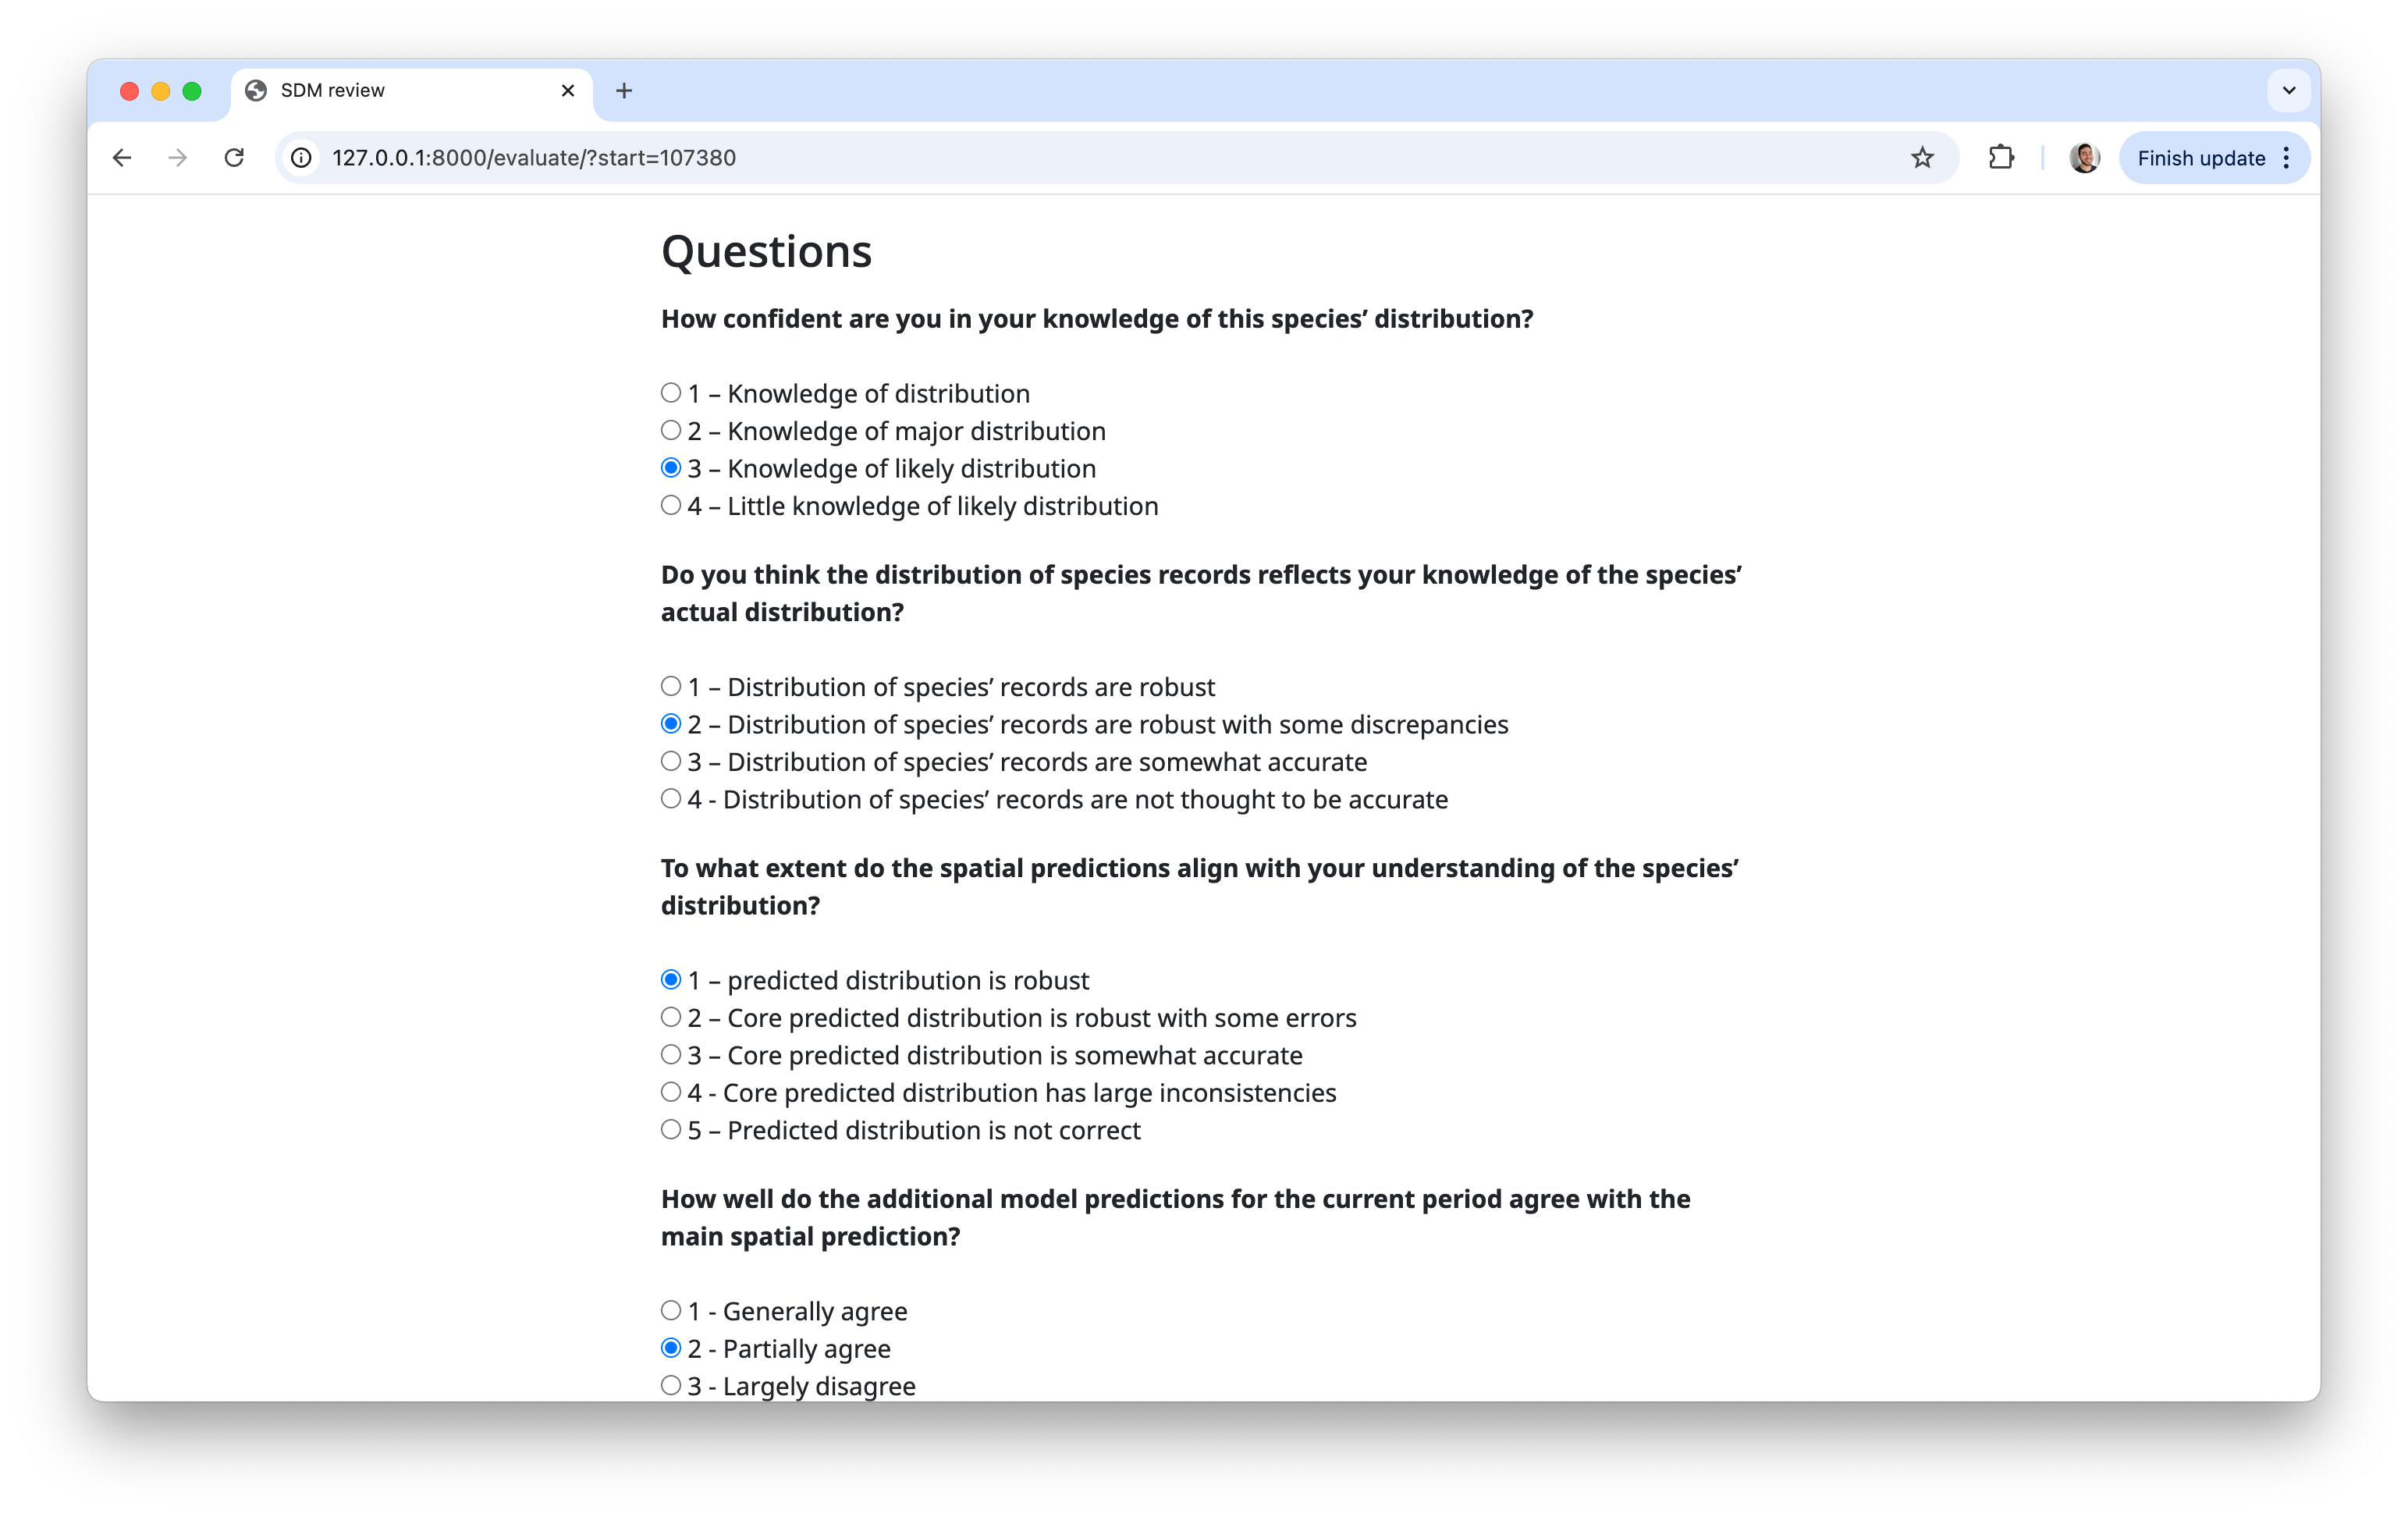 SDM review
127.0.0.1:8000/evaluate/?start=107380
Finish update
Questions
How confident are you in your knowledge of this species’ distribution?
1 – Knowledge of distribution
2 – Knowledge of major distribution
3 – Knowledge of likely distribution
4 – Little knowledge of likely distribution
Do you think the distribution of species records reflects your knowledge of the species’
actual distribution?
1 – Distribution of species’ records are robust
2 – Distribution of species’ records are robust with some discrepancies
3 – Distribution of species’ records are somewhat accurate
4 - Distribution of species’ records are not thought to be accurate
To what extent do the spatial predictions align with your understanding of the species’
distribution?
1 – predicted distribution is robust
2 – Core predicted distribution is robust with some errors
3 – Core predicted distribution is somewhat accurate
4 - Core predicted distribution has large inconsistencies
5 – Predicted distribution is not correct
How well do the additional model predictions for the current period agree with the
main spatial prediction?
1 - Generally agree
2 - Partially agree
3 - Largely disagree